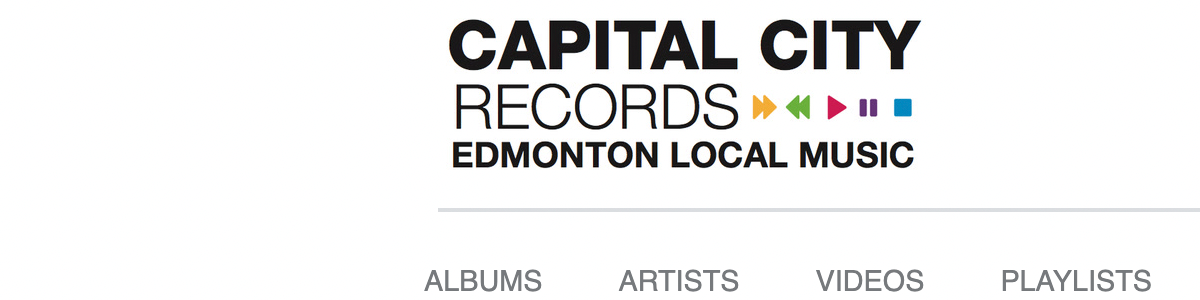 CAPITAL CITY
RECORDS
EDMONTON LOCAL MUSIC
ALBUMS ARTISTS VIDEOS PLAYLISTS